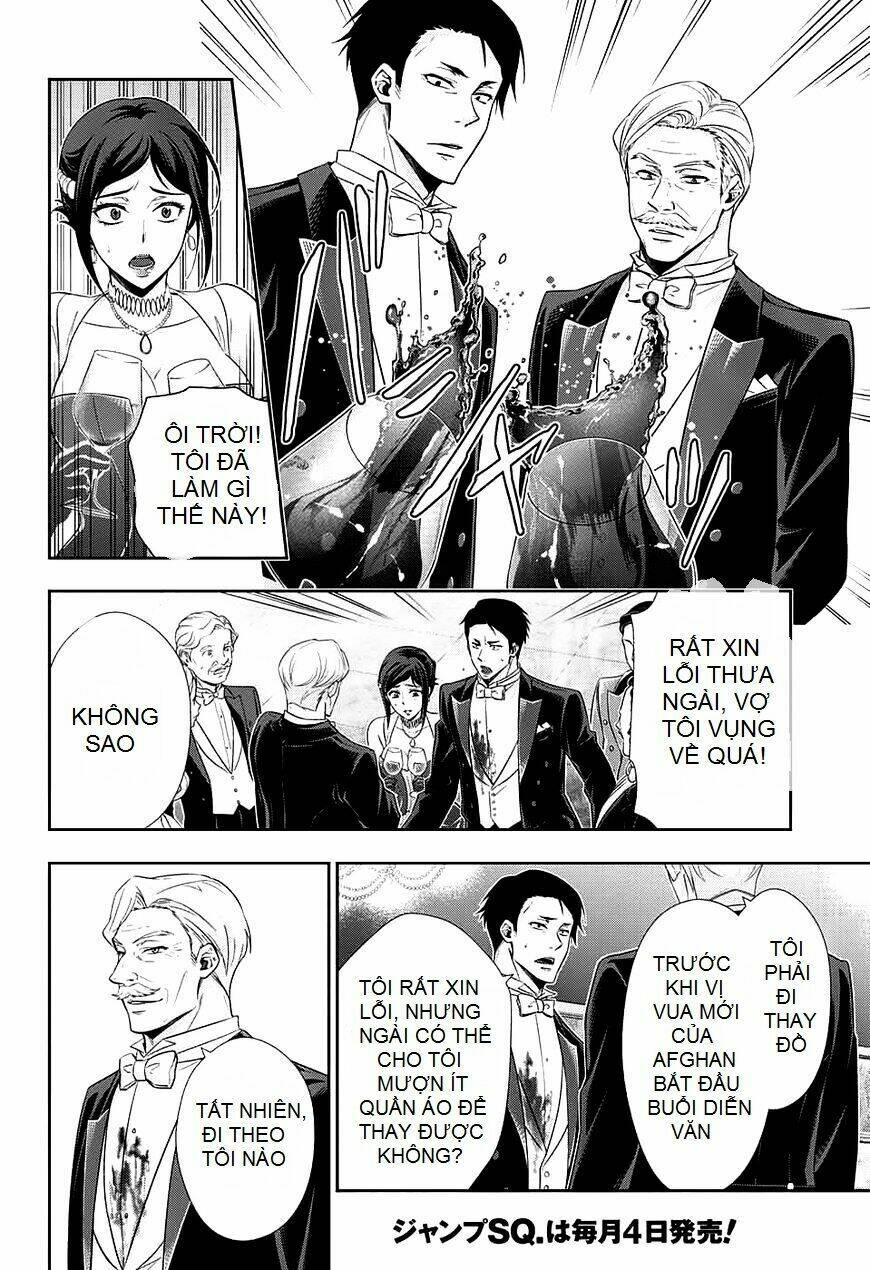 ÔI TRỜI!
TÔI ĐÃ
LÀM GÌ
THẾ NÀY!
RẤT XIN
LỖI THƯA
NGÀI, VỢ
TÔI VỤNG
VỀ QUÁ!
KHÔNG
SAO
TÔI
PHẢI
ĐI
THAY
ĐỒ
TRƯỚC
KHI VỊ
VUA MỚI
CỦA
AFGHAN
BẮT ĐẦU
BUỔI DIỄN
VĂN
TÔI RẤT XIN
LỖI, NHƯNG
NGÀI CÓ THỂ
CHO TÔI
MƯỢN ÍT
QUẦN ÁO ĐỂ
THAY ĐƯỢC
KHÔNG?
TẤT NHIÊN,
ĐI THEO
TÔI NÀO
ジャンプSQ.は毎月4日発売!